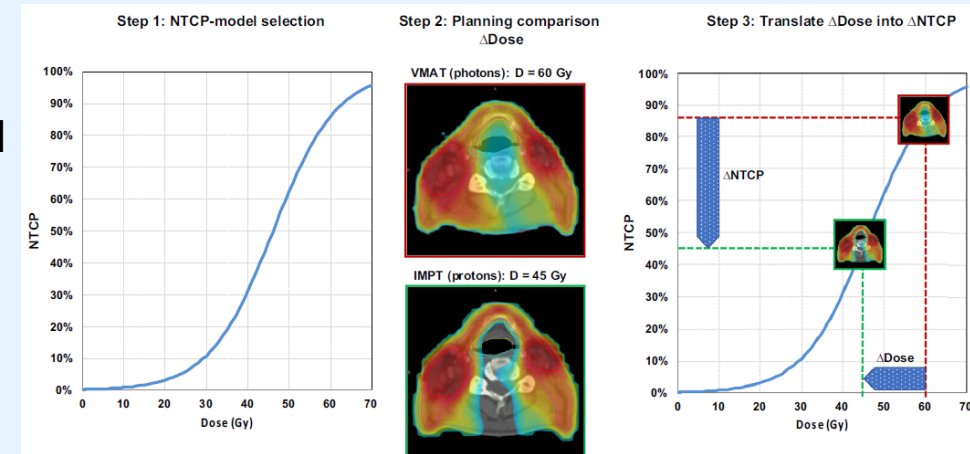 Step 1: NTCP-model selection
100%
90%
80%
70%
60%
50%
40%
30%
20%
10%
0%
NTCP
0 10 20 30 40 50 60 70
Dose (Gy)
Step 2: Planning comparison
ΔDose
VMAT (photons): D = 60 Gy
IMPT (protons): D = 45 Gy
Step 3: Translate ΔDose into ΔNTCP
100%
90%
80%
70%
60%
50%
40%
30%
20%
10%
0%
NTCP
ΔNTCP
ΔDose
0 10 20 30 40 50 60 70
Dose (Gy)